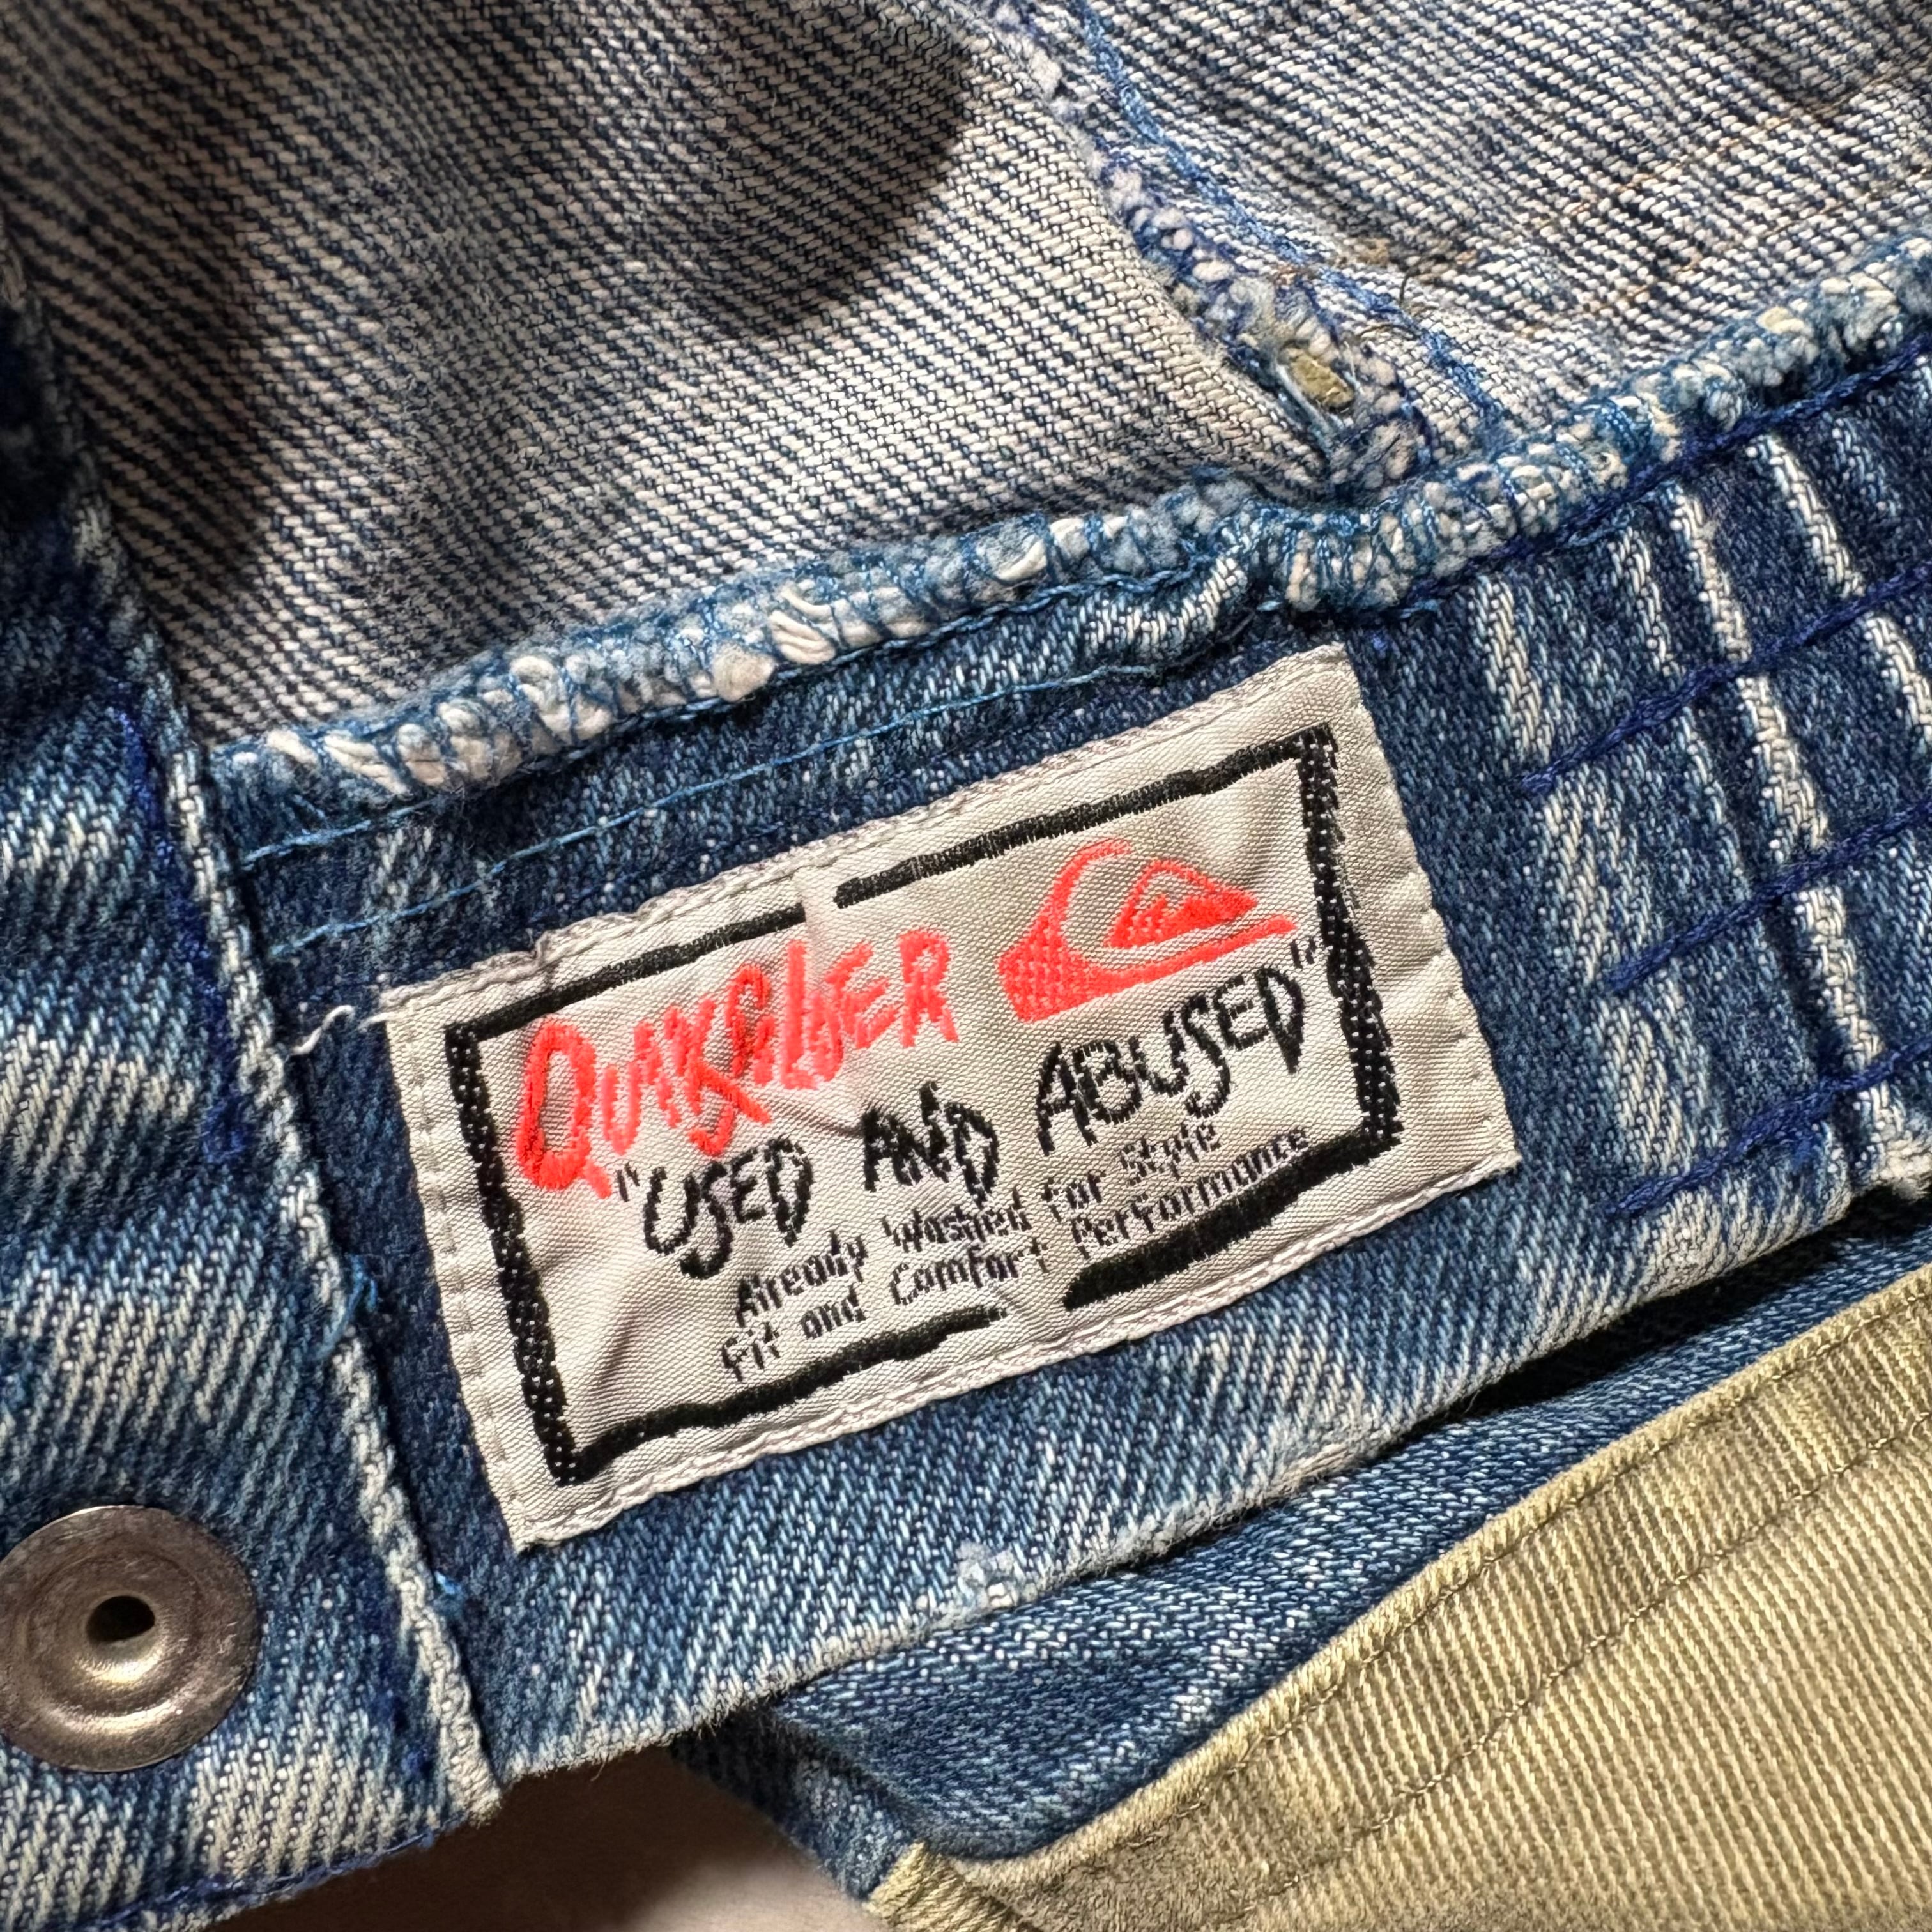 QUIKSILVER
"USED AND ABUSED"
Already Washed for Style
Fit and Comfort Performance